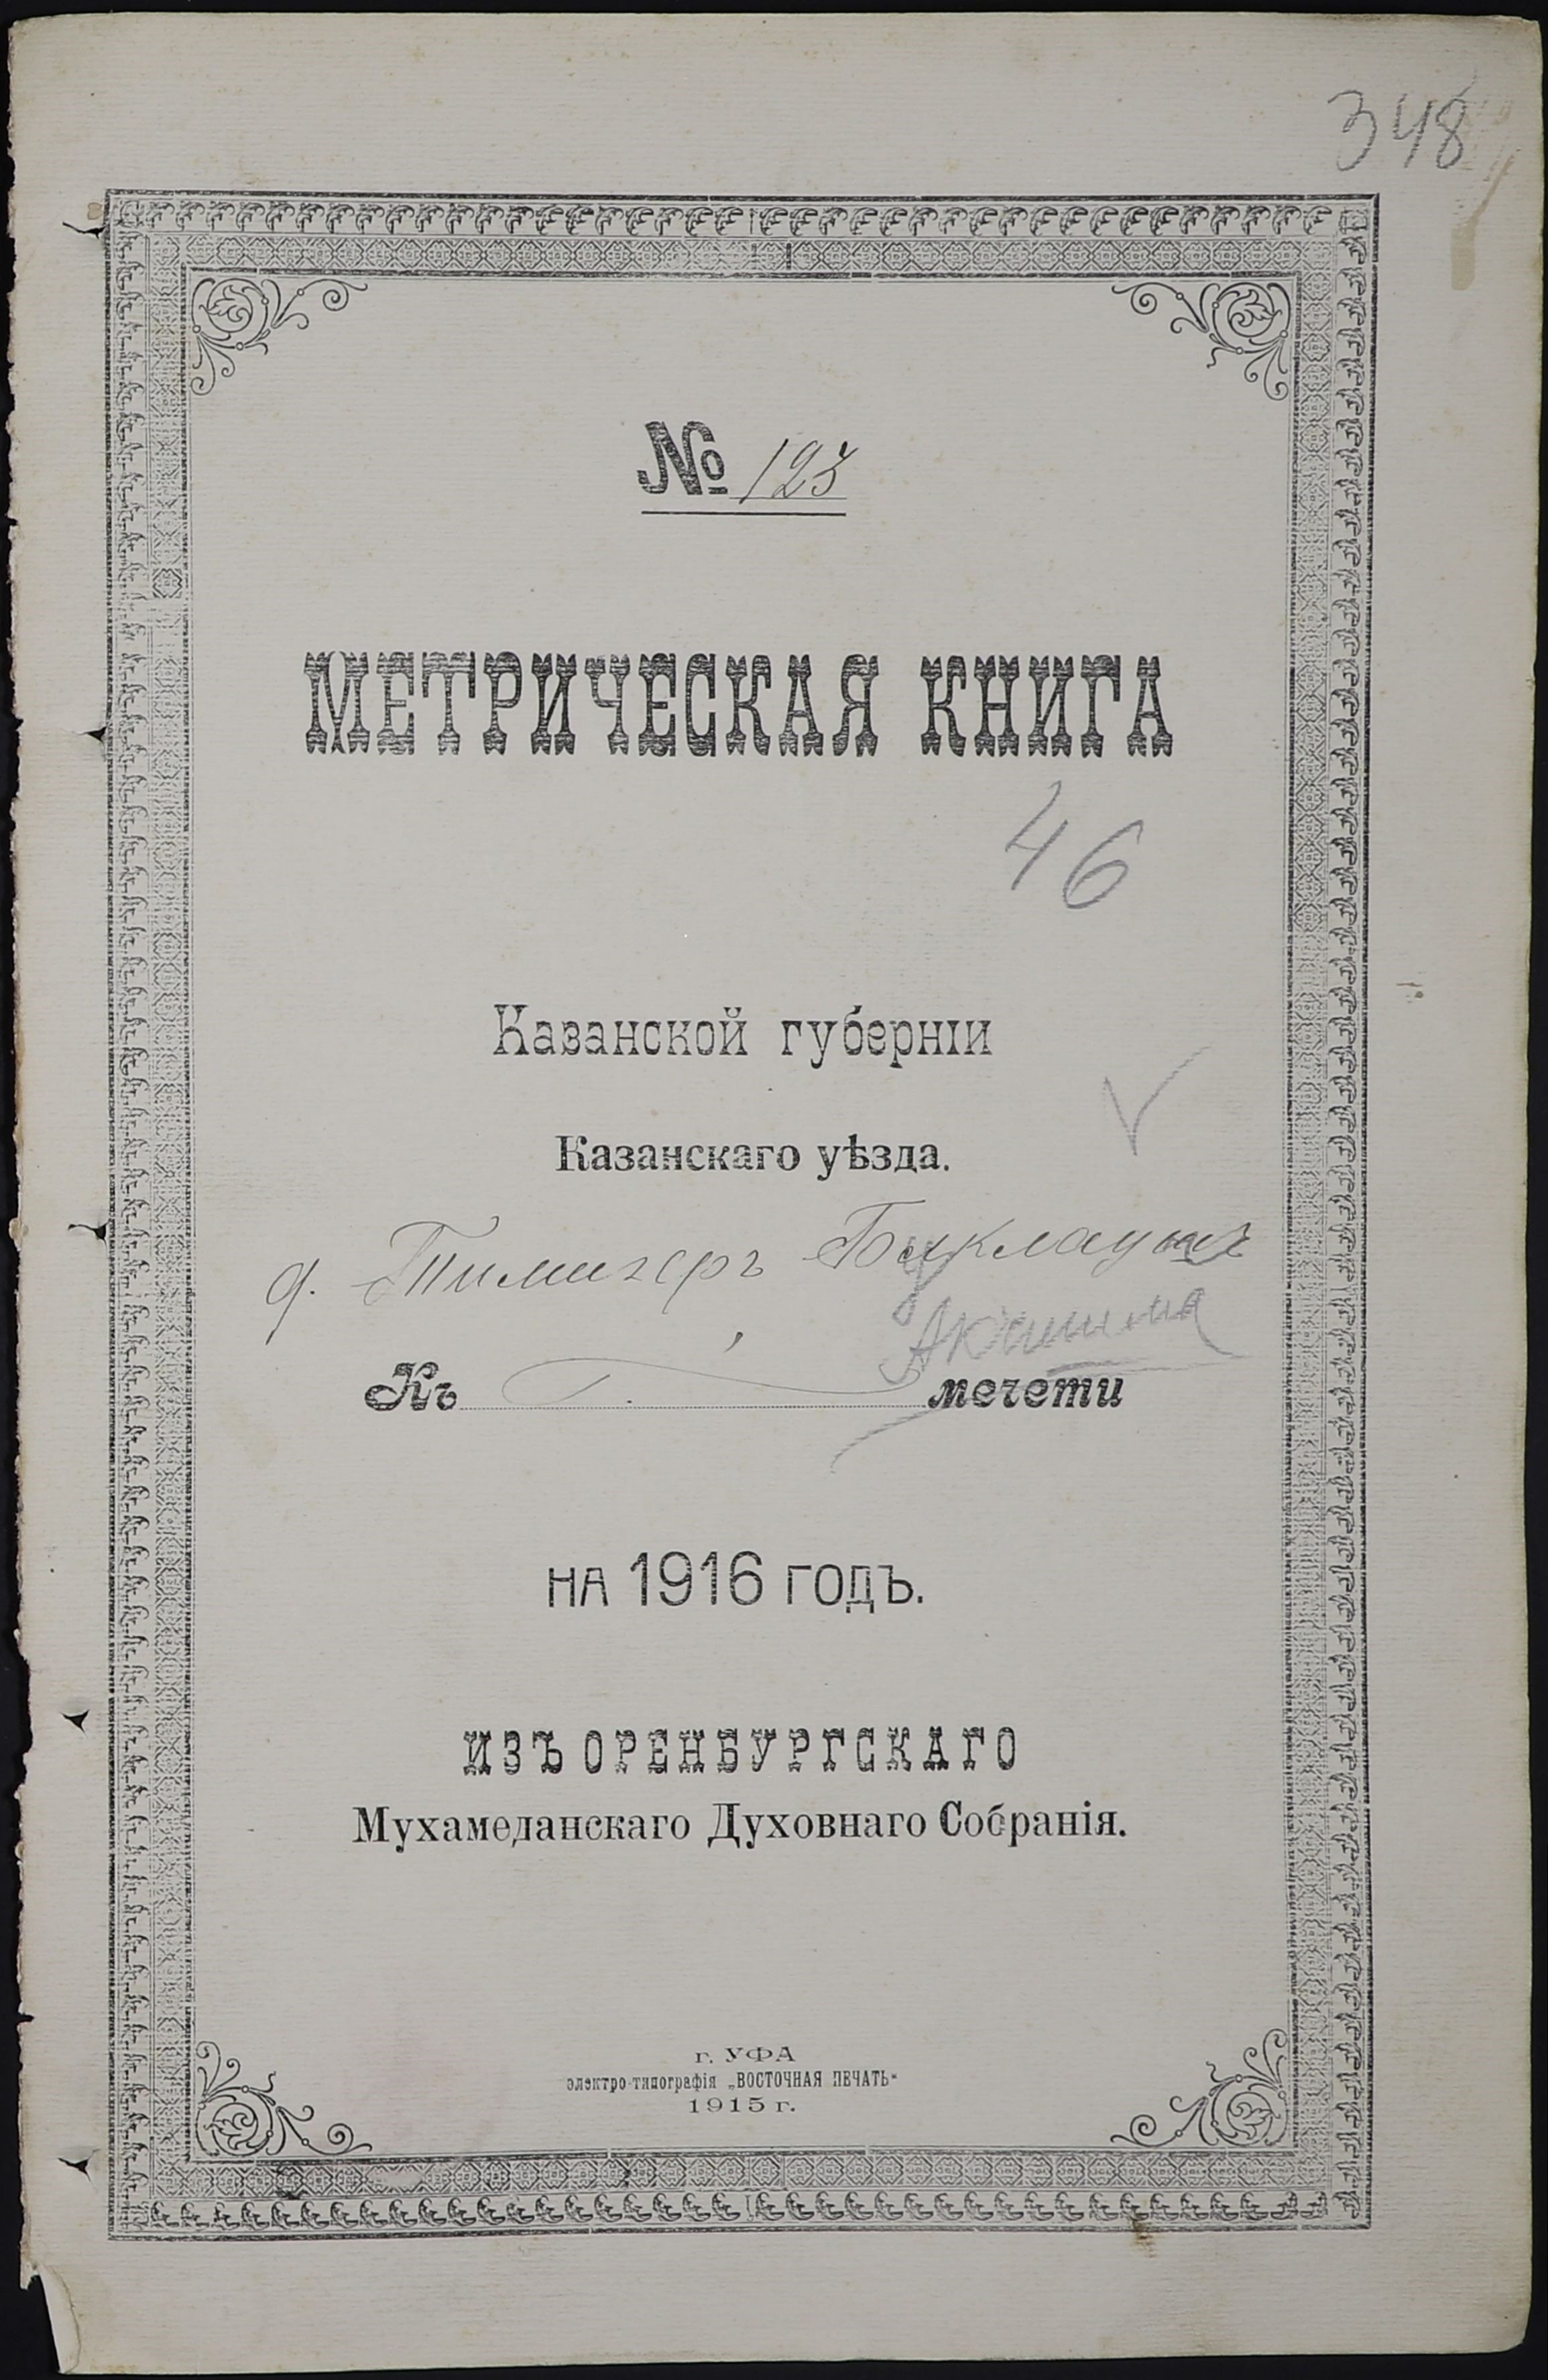 348
№ 123
МЕТРИЧЕСКАЯ КНИГА
46
Казанской губерніи
Казанскаго уѣзда.
д. Тимигеръ
Къ мечети
на 1916 годъ.
ИЗЪ ОРЕНБУРГСКАГО
Мухамеданскаго Духовнаго Собранія.
г. УФА
электро-типографія „ВОСТОЧНАЯ ПЕЧАТЬ“
1915 г.